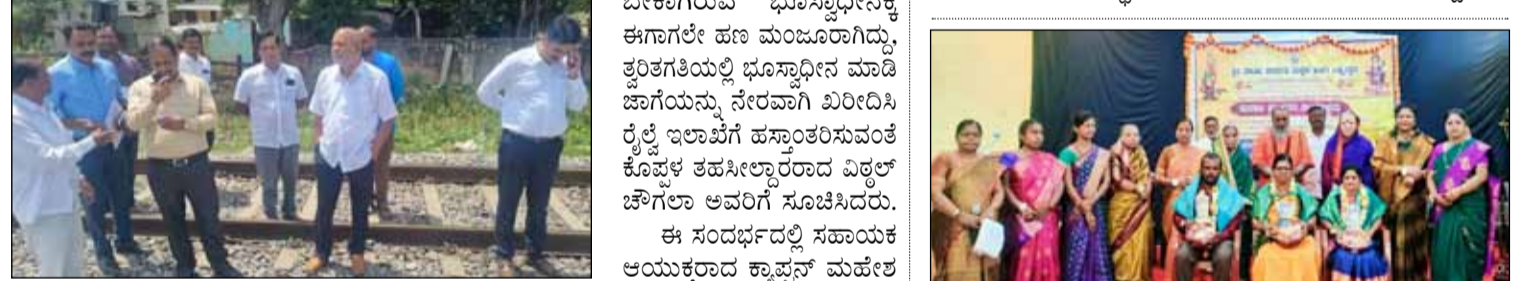 ಬೇಕಾಗಿರುವ ಭೂಸ್ವಾಧೀನಕ್ಕೆ
ಈಗಾಗಲೇ ಹಣ ಮಂಜೂರಾಗಿದ್ದು,
ತ್ವರಿತಗತಿಯಲ್ಲಿ ಭೂಸ್ವಾಧೀನ ಮಾಡಿ
ಜಾಗೆಯನ್ನು ನೇರವಾಗಿ ಖರೀದಿಸಿ
ರೈಲ್ವೆ ಇಲಾಖೆಗೆ ಹಸ್ತಾಂತರಿಸುವಂತೆ
ಕೊಪ್ಪಳ ತಹಸೀಲ್ದಾರರಾದ ವಿಠ್ಠಲ್
ಚೌಗಲಾ ಅವರಿಗೆ ಸೂಚಿಸಿದರು.
ಈ ಸಂದರ್ಭದಲ್ಲಿ ಸಹಾಯಕ
ಆಯುಕ್ತರಾದ ಕ್ಯಾಪ್ಟನ್ ಮಹೇಶ